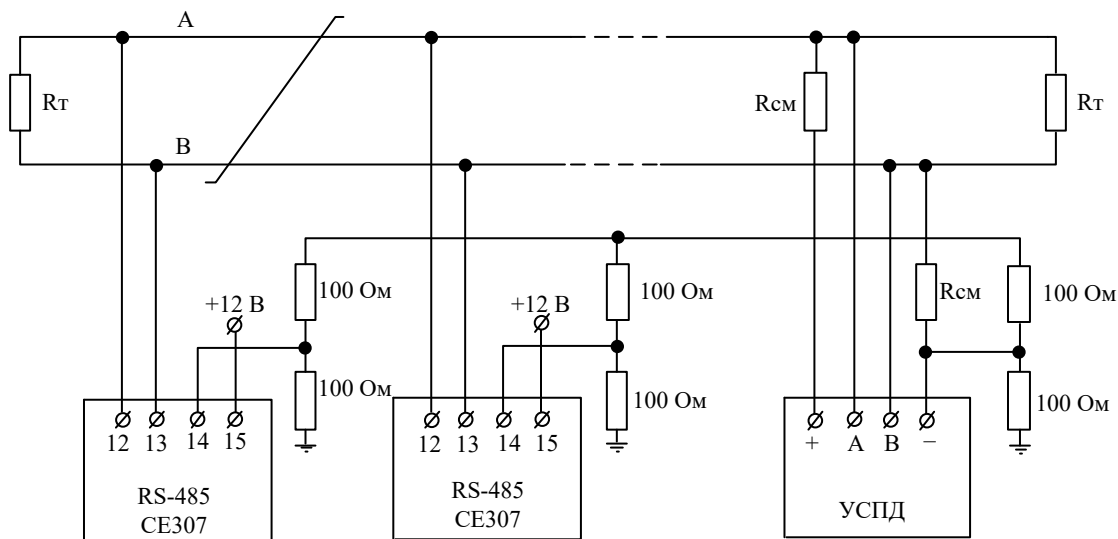 A
Rт
Rсм
Rт
B
100 Ом
100 Ом
Rсм
100 Ом
+12 В
+12 В
100 Ом
100 Ом
100 Ом
12 13 14 15
12 13 14 15
+ A B −
RS-485
CE307
RS-485
CE307
УСПД